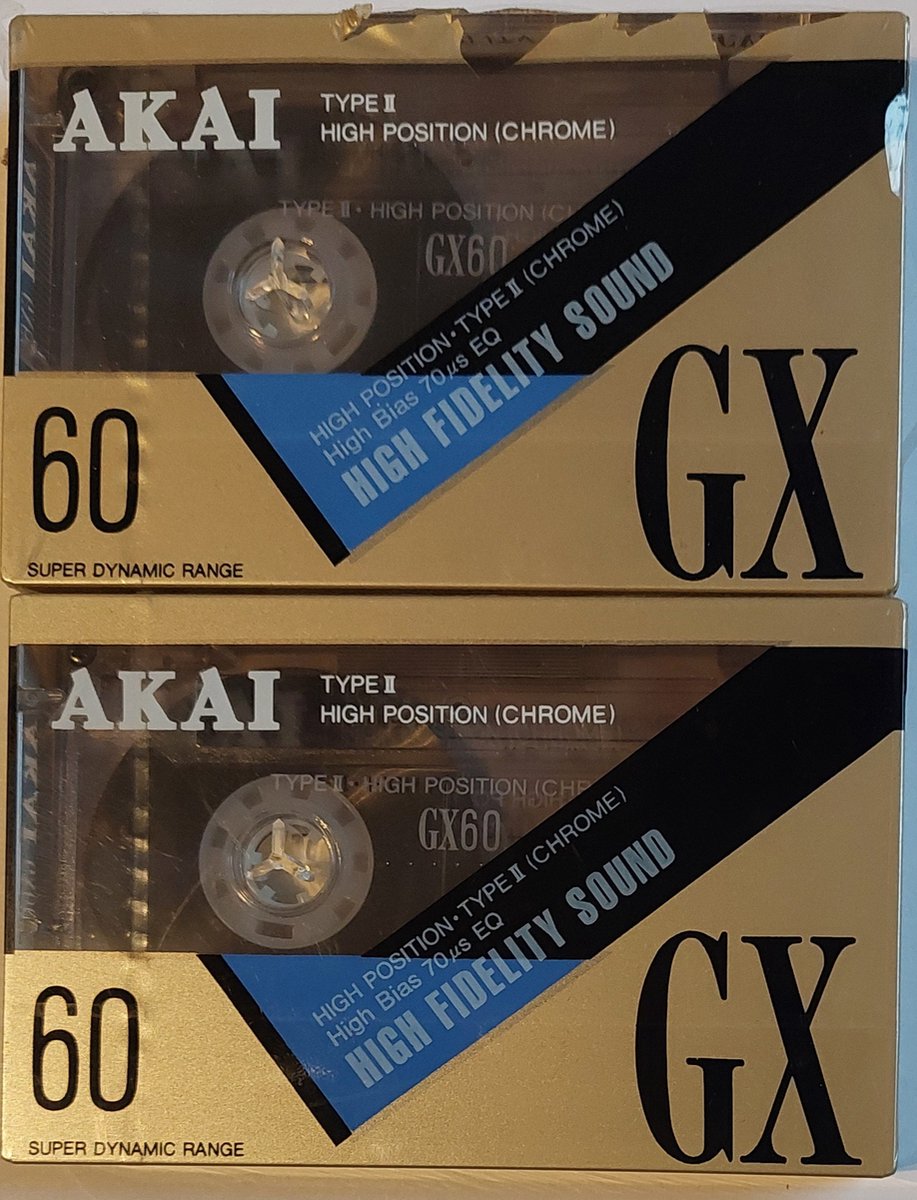 AKAI
TYPE II
HIGH POSITION (CHROME)
TYPE II · HIGH POSITION (C
GX60
HIGH POSITION · TYPE II (CHROME)
High Bias 70μs EQ
HIGH FIDELITY SOUND
60
SUPER DYNAMIC RANGE
GX
AKAI
AKAI
TYPE II
HIGH POSITION (CHROME)
TYPE II · HIGH POSITION (CHR
GX60
HIGH POSITION · TYPE II (CHROME)
High Bias 70μs EQ
HIGH FIDELITY SOUND
60
SUPER DYNAMIC RANGE
GX
AKAI